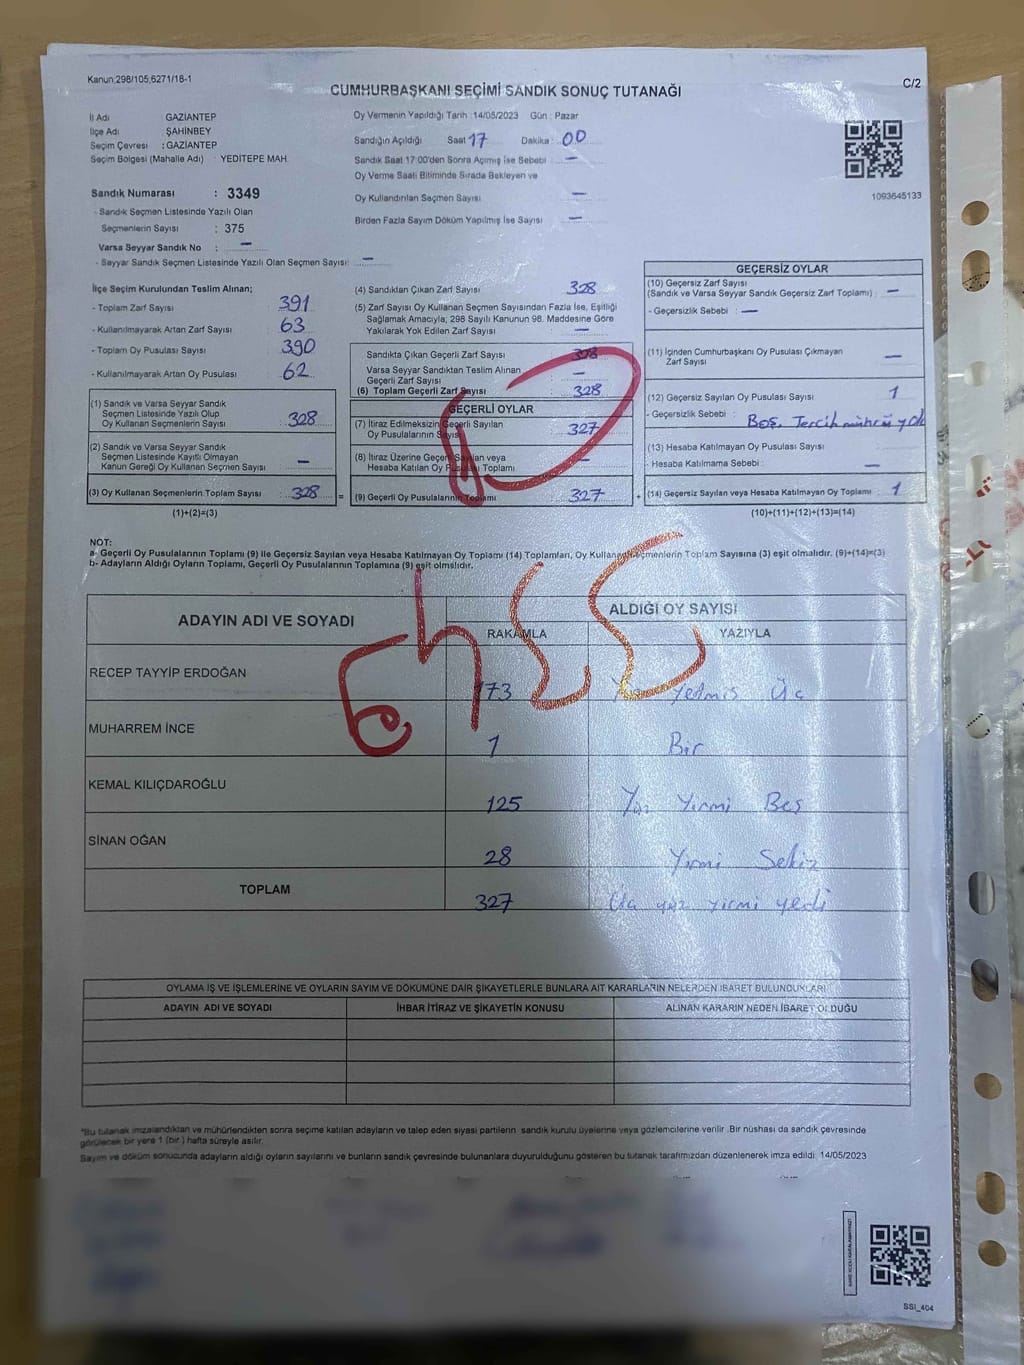 Kanun;298/105,6271/18-1
C/2
CUMHURBAŞKANI SEÇİMİ SANDIK SONUÇ TUTANAĞI
İl Adı GAZİANTEP
İlçe Adı ŞAHİNBEY
Seçim Çevresi : GAZİANTEP
Seçim Bölgesi (Mahalle Adı) : YEDİTEPE MAH.
Sandık Numarası : 3349
- Sandık Seçmen Listesinde Yazılı Olan
Seçmenlerin Sayısı : 375
Varsa Seyyar Sandık No : —
- Seyyar Sandık Seçmen Listesinde Yazılı Olan Seçmen Sayısı: —
Oy Vermenin Yapıldığı Tarih :14/05/2023 Gün : Pazar
Sandığın Açıldığı Saat 17 Dakika : 00
Sandık Saat 17:00'den Sonra Açımış İse Sebebi : —
Oy Verme Saati Bitiminde Sırada Bekleyen ve
Oy Kullandırılan Seçmen Sayısı —
Birden Fazla Sayım Döküm Yapılmış İse Sayısı —
1093645133
İlçe Seçim Kurulundan Teslim Alınan;
- Toplam Zarf Sayısı 391
- Kullanılmayarak Artan Zarf Sayısı 63
- Toplam Oy Pusulası Sayısı 390
- Kullanılmayarak Artan Oy Pusulası 62
(1) Sandık ve Varsa Seyyar Sandık
Seçmen Listesinde Yazılı Olup
Oy Kullanan Seçmenlerin Sayısı 328
(2) Sandık ve Varsa Seyyar Sandık
Seçmen Listesinde Kayıtlı Olmayan
Kanun Gereği Oy Kullanan Seçmen Sayısı —
(3) Oy Kullanan Seçmenlerin Toplam Sayısı 328 =
(1)+(2)=(3)
(4) Sandıktan Çıkan Zarf Sayısı 328
(5) Zarf Sayısı Oy Kullanan Seçmen Sayısından Fazla İse, Eşitliği
Sağlamak Amacıyla; 298 Sayılı Kanunun 98. Maddesine Göre
Yakılarak Yok Edilen Zarf Sayısı —
Sandıkta Çıkan Geçerli Zarf Sayısı 328
Varsa Seyyar Sandıktan Teslim Alınan
Geçerli Zarf Sayısı —
(6) Toplam Geçerli Zarf Sayısı 328
GEÇERLİ OYLAR
(7) İtiraz Edilmeksizin Geçerli Sayılan
Oy Pusulalarının Sayısı 327
(8) İtiraz Üzerine Geçerli Sayılan veya
Hesaba Katılan Oy Pusulası Toplamı —
(9) Geçerli Oy Pusulalarının Toplamı 327 +
GEÇERSİZ OYLAR
(10) Geçersiz Zarf Sayısı
(Sandık ve Varsa Seyyar Sandık Geçersiz Zarf Toplamı) : —
- Geçersizlik Sebebi : —
(11) İçinden Cumhurbaşkanı Oy Pusulası Çıkmayan
Zarf Sayısı —
(12) Geçersiz Sayılan Oy Pusulası Sayısı 1
- Geçersizlik Sebebi : Boş. Tercih mührü yok
(13) Hesaba Katılmayan Oy Pusulası Sayısı
- Hesaba Katılmama Sebebi : —
(14) Geçersiz Sayılan veya Hesaba Katılmayan Oy Toplamı 1
(10)+(11)+(12)+(13)=(14)
NOT:
a- Geçerli Oy Pusulalarının Toplamı (9) ile Geçersiz Sayılan veya Hesaba Katılmayan Oy Toplamı (14) Toplamları, Oy Kullanan Seçmenlerin Toplam Sayısına (3) eşit olmalıdır. (9)+(14)=(3)
b- Adayların Aldığı Oyların Toplamı, Geçerli Oy Pusulalarının Toplamına (9) eşit olmalıdır.
ADAYIN ADI VE SOYADI ALDIĞI OY SAYISI
RAKAMLA YAZIYLA
RECEP TAYYİP ERDOĞAN 173 Yüz Yetmiş Üç
MUHARREM İNCE 1 Bir
KEMAL KILIÇDAROĞLU 125 Yüz Yirmi Beş
SİNAN OĞAN 28 Yirmi Sekiz
TOPLAM 327 Üç yüz yirmi yedi
OYLAMA İŞ VE İŞLEMLERİNE VE OYLARIN SAYIM VE DÖKÜMÜNE DAİR ŞİKAYETLERLE BUNLARA AİT KARARLARIN NELERDEN İBARET BULUNDUKLARI
ADAYIN ADI VE SOYADI İHBAR İTİRAZ VE ŞİKAYETİN KONUSU ALINAN KARARIN NEDEN İBARET OLDUĞU
*Bu tutanak imzalandıktan ve mühürlendikten sonra seçime katılan adayların ve talep eden siyasi partilerin sandık kurulu üyelerine veya gözlemcilerine verilir .Bir nüshası da sandık çevresinde
görülecek bir yere 1 (bir ) hafta süreyle asılır.
Sayım ve döküm sonucunda adayların aldığı oyların sayılarını ve bunların sandık çevresinde bulunanlara duyurulduğunu gösteren bu tutanak tarafımızdan düzenlenerek imza edildi. 14/05/2023
SSİ_404